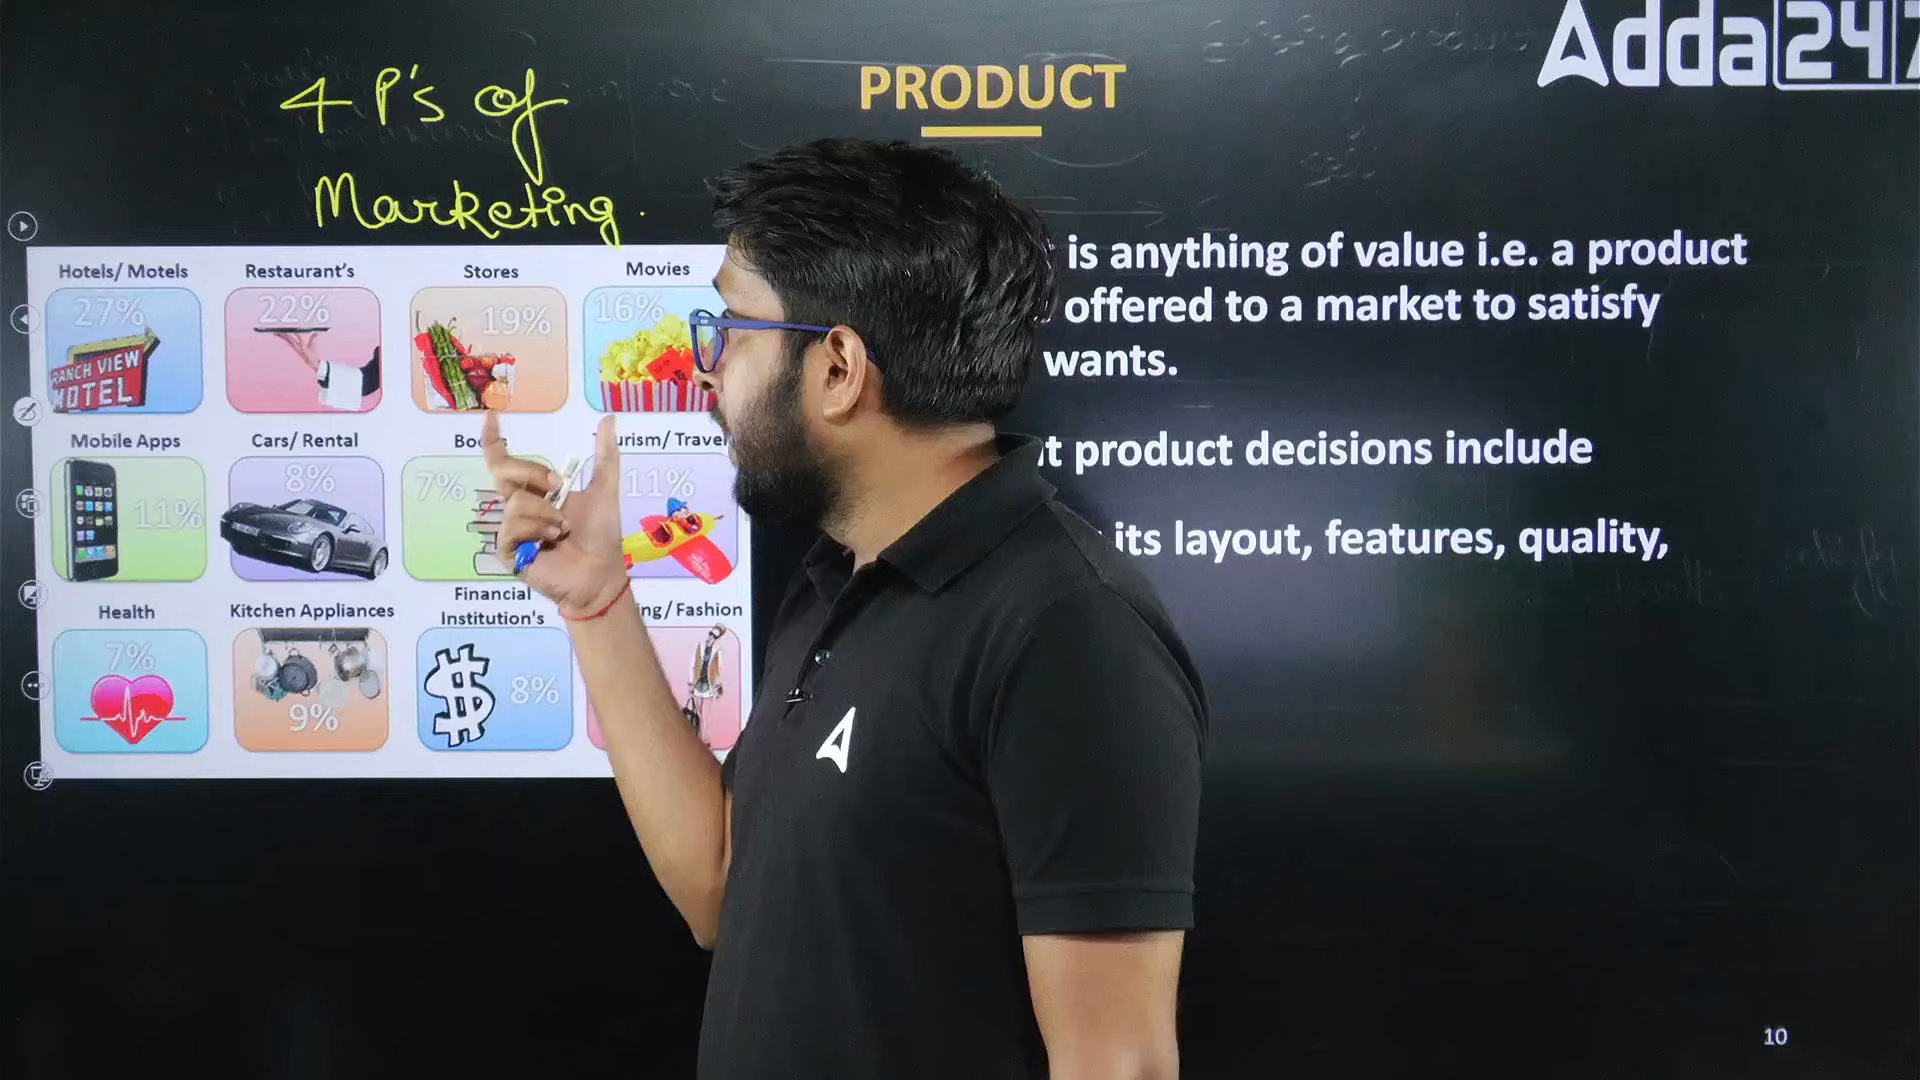 Adda247
PRODUCT
4 P's of
Marketing.
Hotels/ Motels
27%
RANCH VIEW
MOTEL
Restaurant's
22%
Stores
19%
Movies
16%
Mobile Apps
11%
Cars/ Rental
8%
7%
Travel
11%
Health
7%
Kitchen Appliances
9%
Financial
Institution's
8%
/ Fashion
is anything of value i.e. a product
offered to a market to satisfy
wants.
product decisions include
its layout, features, quality,
10